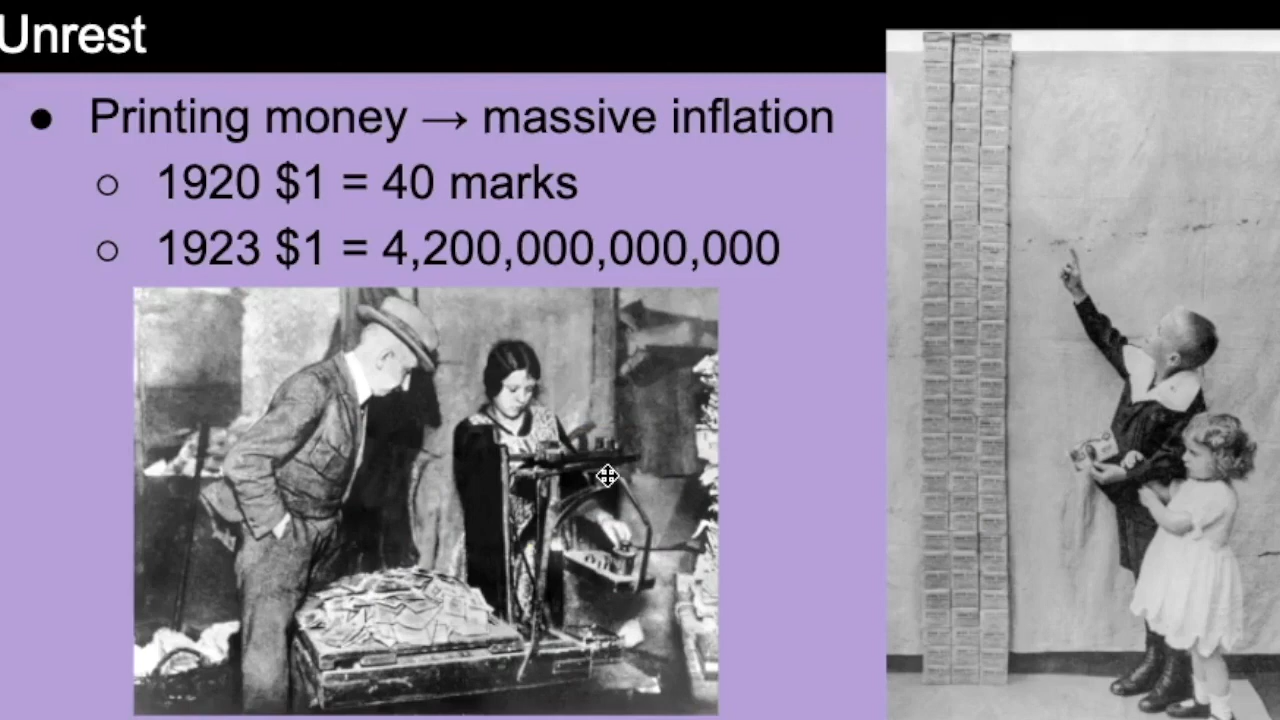 Unrest
● Printing money → massive inflation
○ 1920 $1 = 40 marks
○ 1923 $1 = 4,200,000,000,000